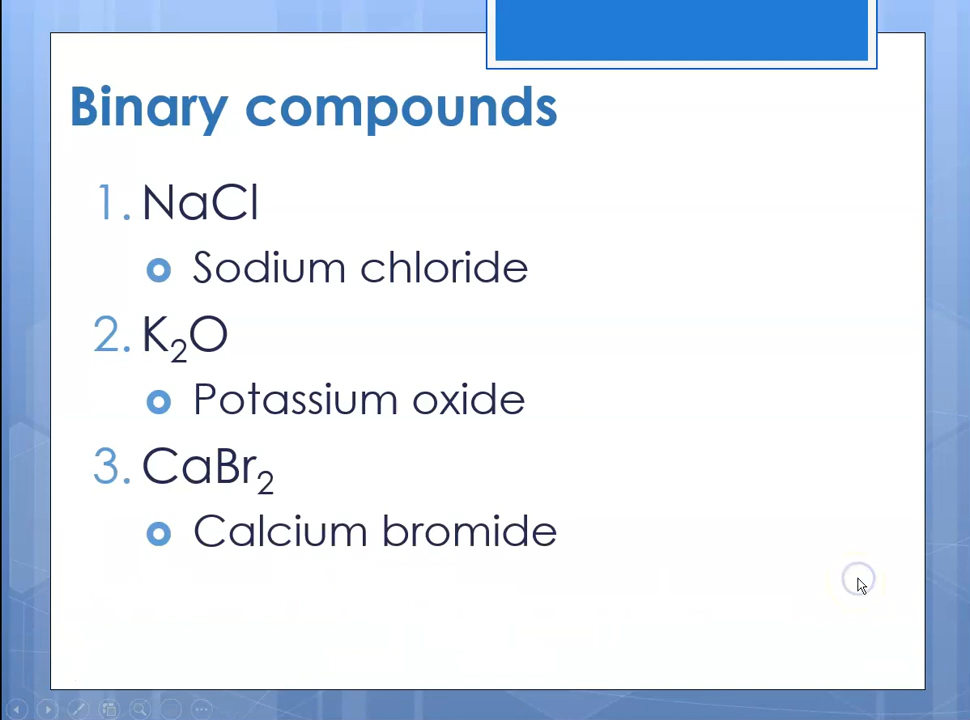 Binary compounds
1. NaCl
Sodium chloride
2. K₂O
Potassium oxide
3. CaBr₂
Calcium bromide